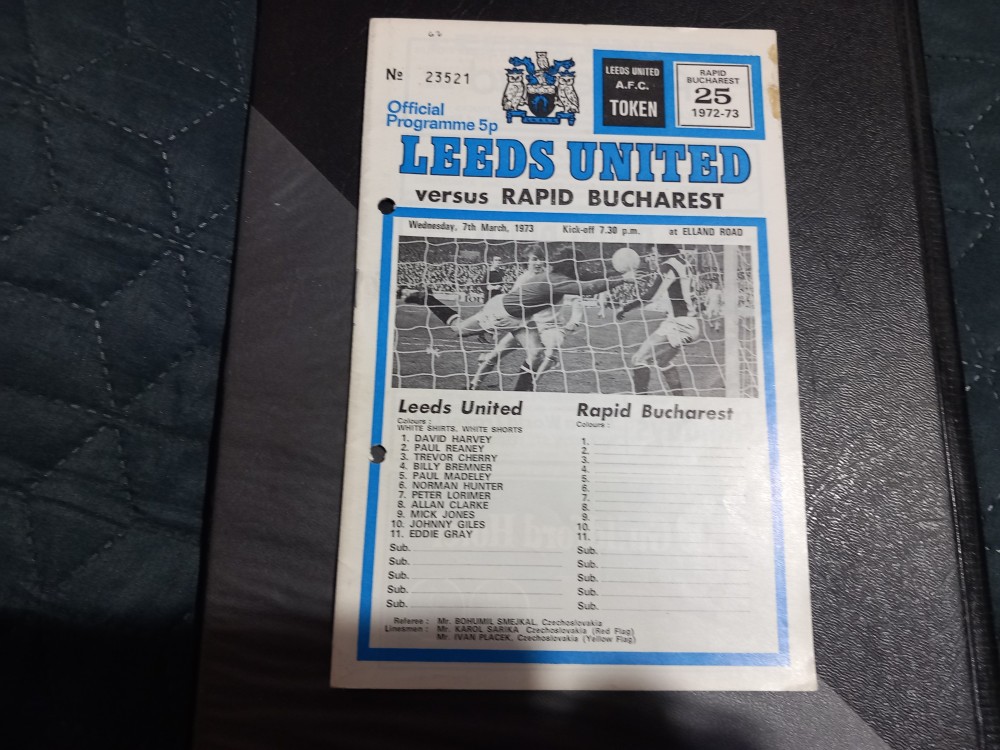 Nº 23521
Official
Programme 5p
LEEDS UNITED
A.F.C.
TOKEN
RAPID
BUCHAREST
25
1972-73
LEEDS UNITED
versus RAPID BUCHAREST
Wednesday, 7th March, 1973 Kick-off 7.30 p.m. at ELLAND ROAD
Leeds United
Colours :
WHITE SHIRTS, WHITE SHORTS
1. DAVID HARVEY
2. PAUL REANEY
3. TREVOR CHERRY
4. BILLY BREMNER
5. PAUL MADELEY
6. NORMAN HUNTER
7. PETER LORIMER
8. ALLAN CLARKE
9. MICK JONES
10. JOHNNY GILES
11. EDDIE GRAY
Sub.
Sub.
Sub.
Sub.
Sub.
Rapid Bucharest
Colours :
1.
2.
3.
4.
5.
6.
7.
8.
9.
10.
11.
Sub.
Sub.
Sub.
Sub.
Sub.
Referee : Mr. BOHUMIL SMEJKAL, Czechoslovakia
Linesmen : Mr. KAROL SARIKA, Czechoslovakia (Red Flag)
Mr. IVAN PLACEK, Czechoslovakia (Yellow Flag)